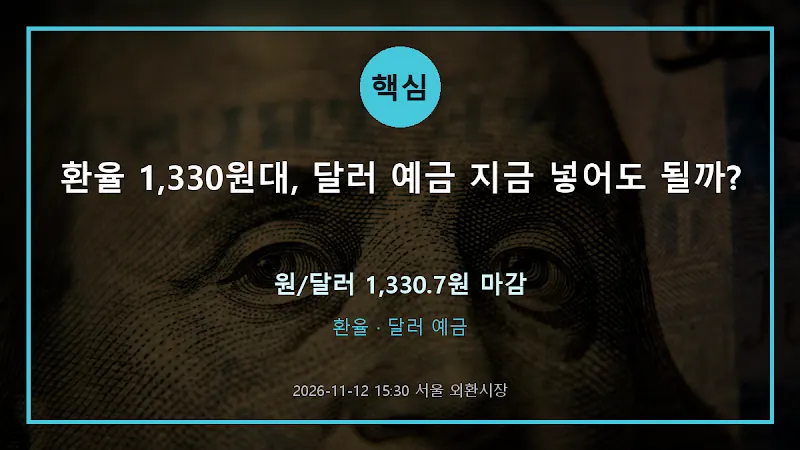 핵심
환율 1,330원대, 달러 예금 지금 넣어도 될까?
원/달러 1,330.7원 마감
환율 · 달러 예금
2026-11-12 15:30 서울 외환시장